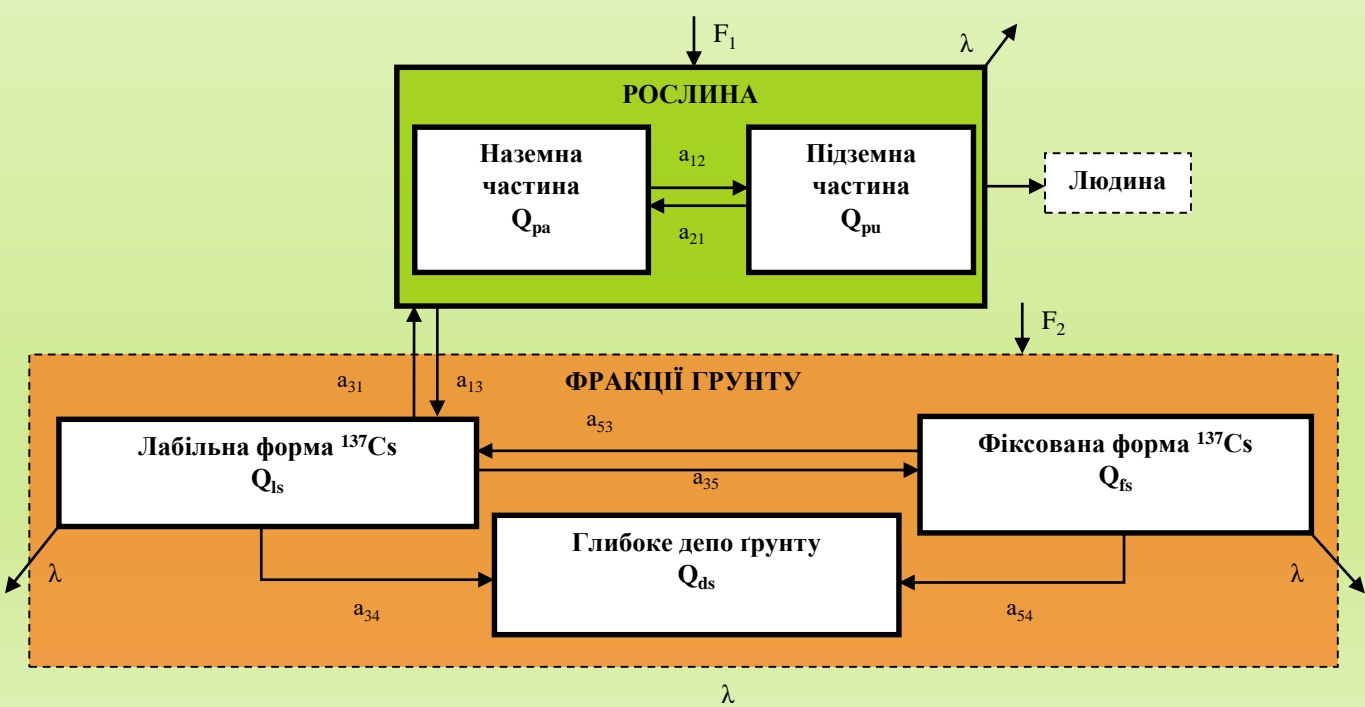 F₁
λ
РОСЛИНА
Наземна
частина
Qpa
a₁₂
a₂₁
Підземна
частина
Qpu
Людина
F₂
a₃₁
a₁₃
ФРАКЦІЇ ГРУНТУ
Лабільна форма ¹³⁷Cs
Qls
a₅₃
a₃₅
Фіксована форма ¹³⁷Cs
Qfs
Глибоке депо ґрунту
Qds
λ
a₃₄
a₅₄
λ
λ